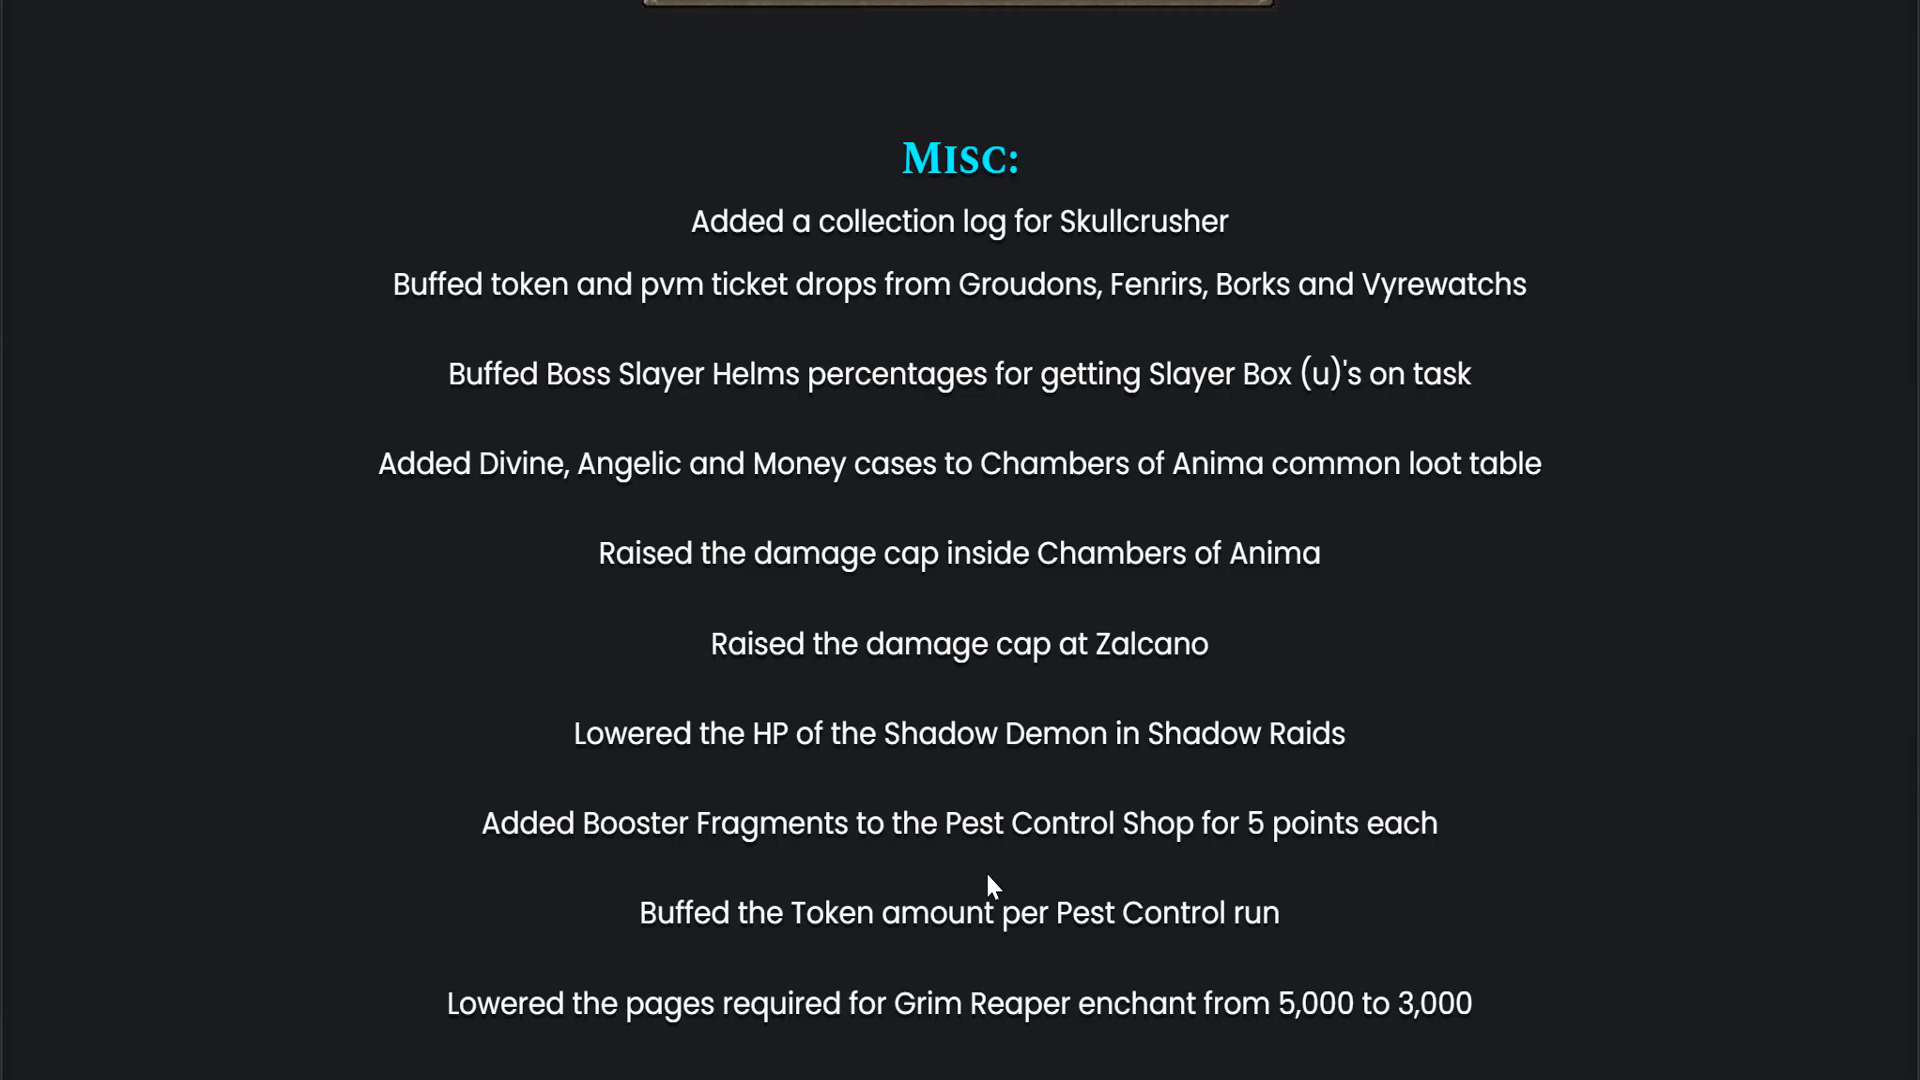 Misc:
Added a collection log for Skullcrusher
Buffed token and pvm ticket drops from Groudons, Fenrirs, Borks and Vyrewatchs
Buffed Boss Slayer Helms percentages for getting Slayer Box (u)'s on task
Added Divine, Angelic and Money cases to Chambers of Anima common loot table
Raised the damage cap inside Chambers of Anima
Raised the damage cap at Zalcano
Lowered the HP of the Shadow Demon in Shadow Raids
Added Booster Fragments to the Pest Control Shop for 5 points each
Buffed the Token amount per Pest Control run
Lowered the pages required for Grim Reaper enchant from 5,000 to 3,000